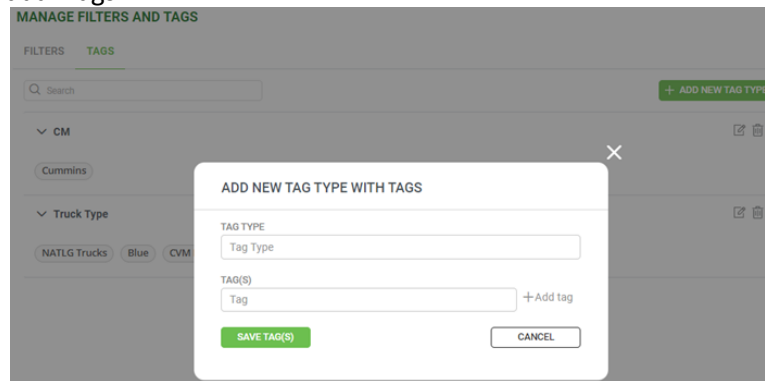 MANAGE FILTERS AND TAGS
FILTERS TAGS
Search
+ ADD NEW TAG TYPE
CM
Cummins
ADD NEW TAG TYPE WITH TAGS
TAG TYPE
Tag Type
Truck Type
NATLG Trucks Blue CVM
TAG(S)
Tag
+Add tag
SAVE TAG(S)
CANCEL